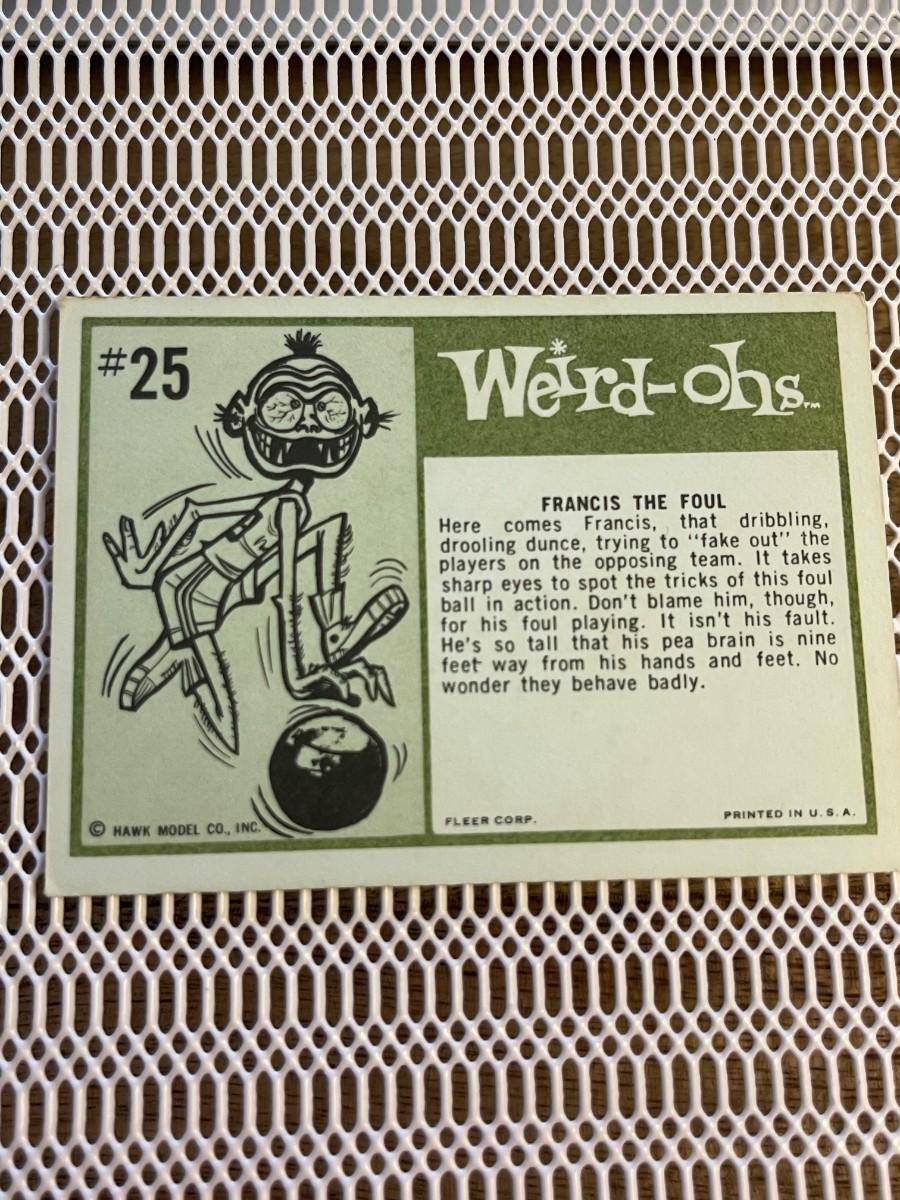 #25
Weird-ohs™
FRANCIS THE FOUL
Here comes Francis, that dribbling,
drooling dunce, trying to "fake out" the
players on the opposing team. It takes
sharp eyes to spot the tricks of this foul
ball in action. Don't blame him, though,
for his foul playing. It isn't his fault.
He's so tall that his pea brain is nine
feet way from his hands and feet. No
wonder they behave badly.
© HAWK MODEL CO., INC.
FLEER CORP.
PRINTED IN U. S. A.